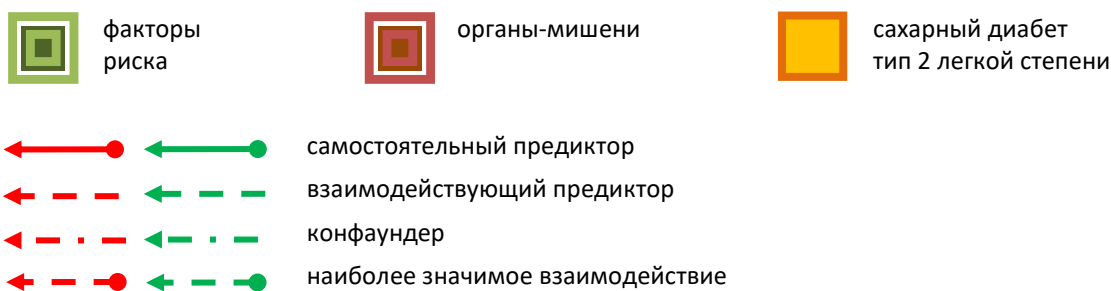 факторы
риска
органы-мишени
сахарный диабет
тип 2 легкой степени
самостоятельный предиктор
взаимодействующий предиктор
конфаундер
наиболее значимое взаимодействие